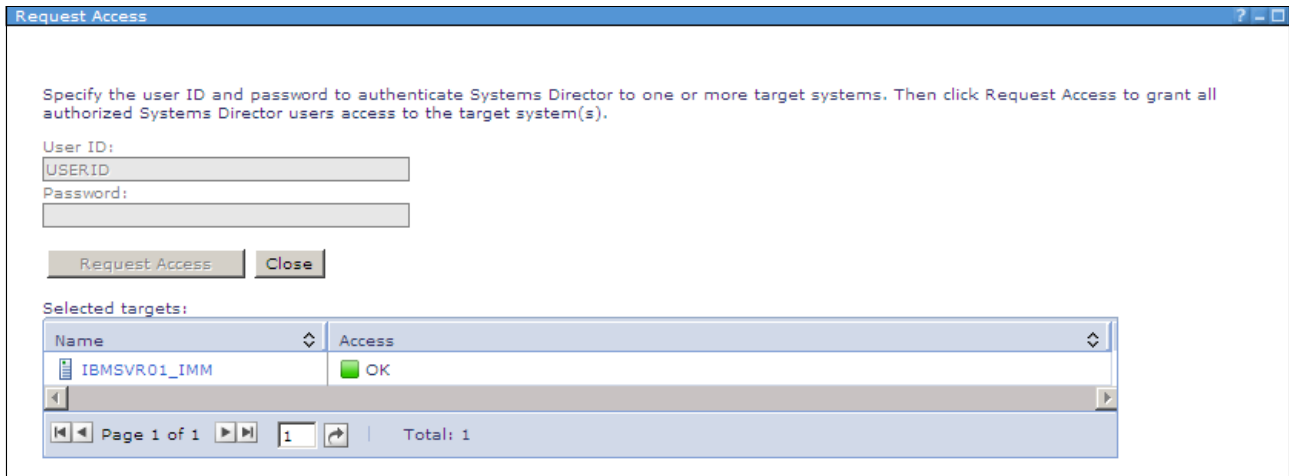 Request Access ?
Specify the user ID and password to authenticate Systems Director to one or more target systems. Then click Request Access to grant all
authorized Systems Director users access to the target system(s).
User ID:
USERID
Password:
Request Access Close
Selected targets:
Name Access
IBMSVR01_IMM OK
Page 1 of 1 1 Total: 1